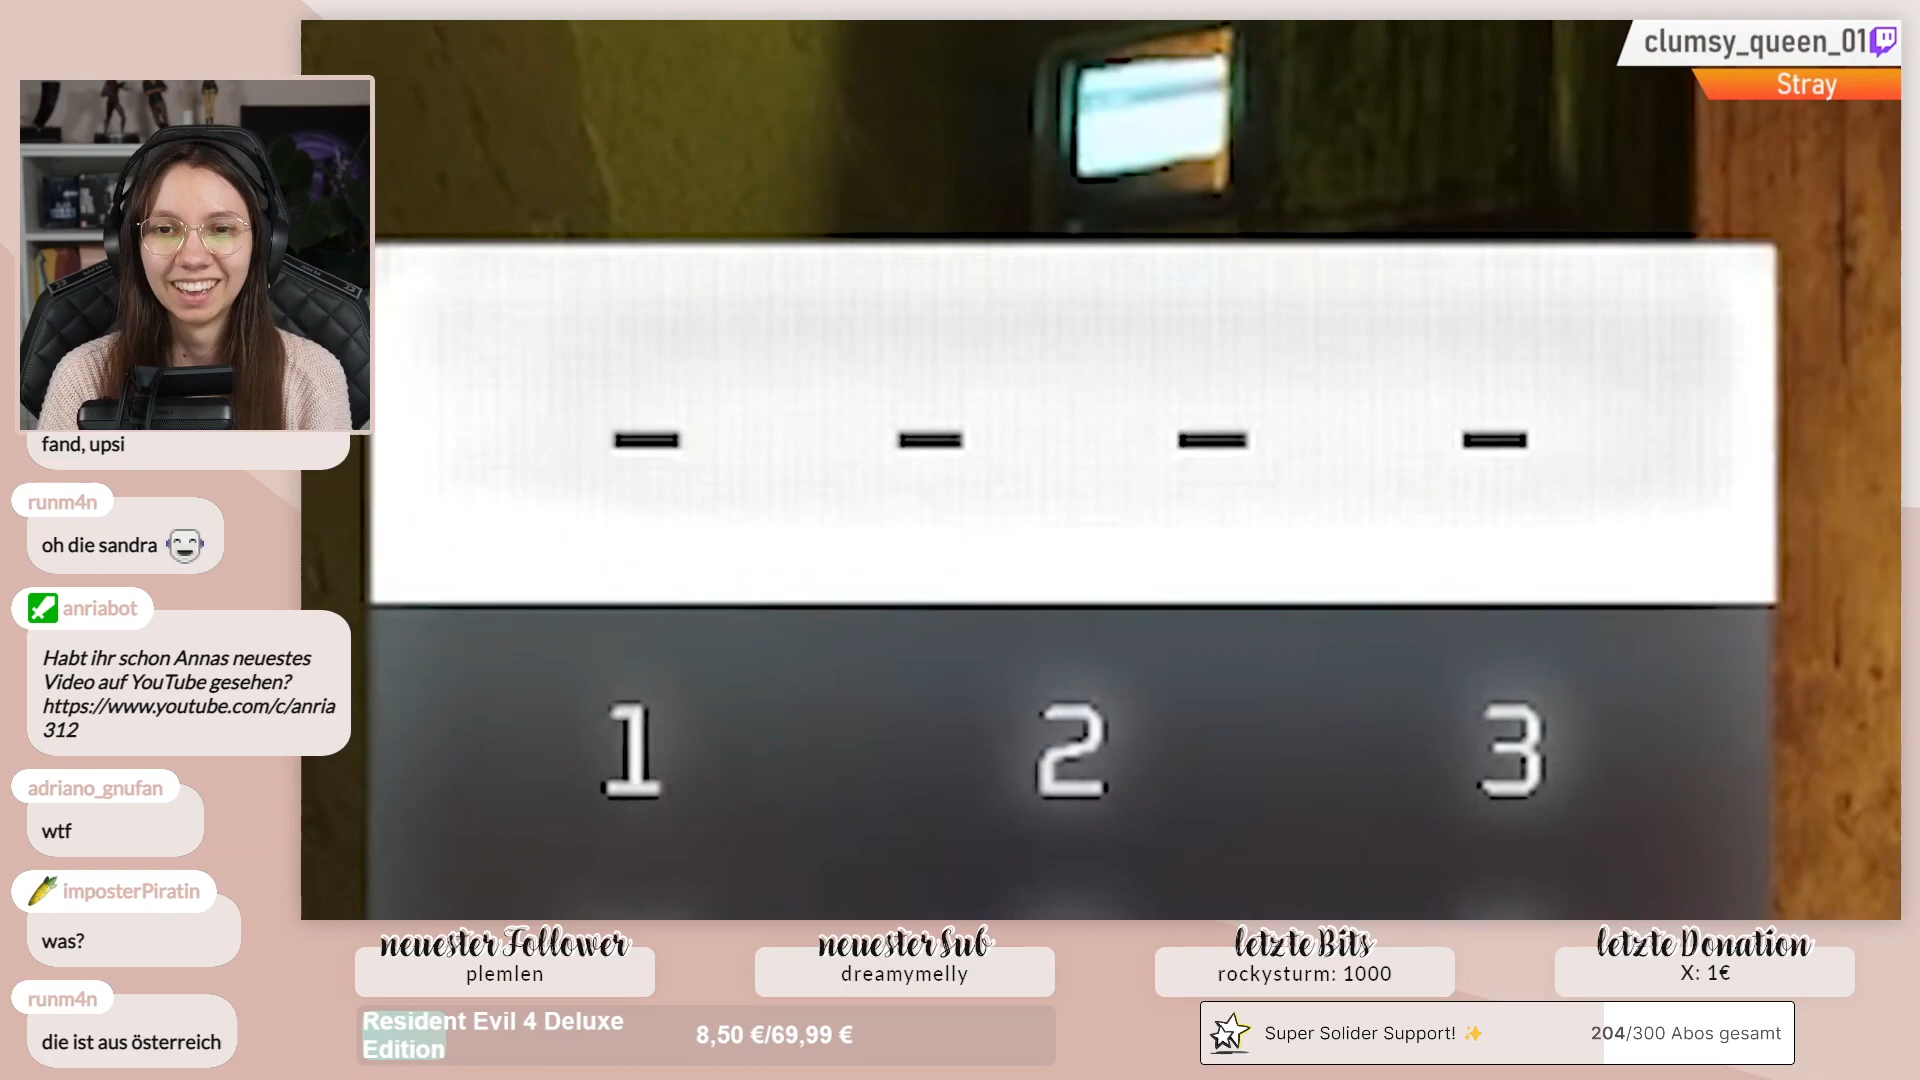 clumsy_queen_01
Stray
1 2 3
fand, upsi
runm4n
oh die sandra
anriabot
Habt ihr schon Annas neuestes
Video auf YouTube gesehen?
https://www.youtube.com/c/anria
312
adriano_gnufan
wtf
imposterPiratin
was?
runm4n
die ist aus österreich
neuester Follower
plemlen
neuester Sub
dreamymelly
letzte Bits
rockysturm: 1000
letzte Donation
X: 1€
Resident Evil 4 Deluxe
Edition
8,50 €/69,99 €
Super Solider Support! ✨
204/300 Abos gesamt